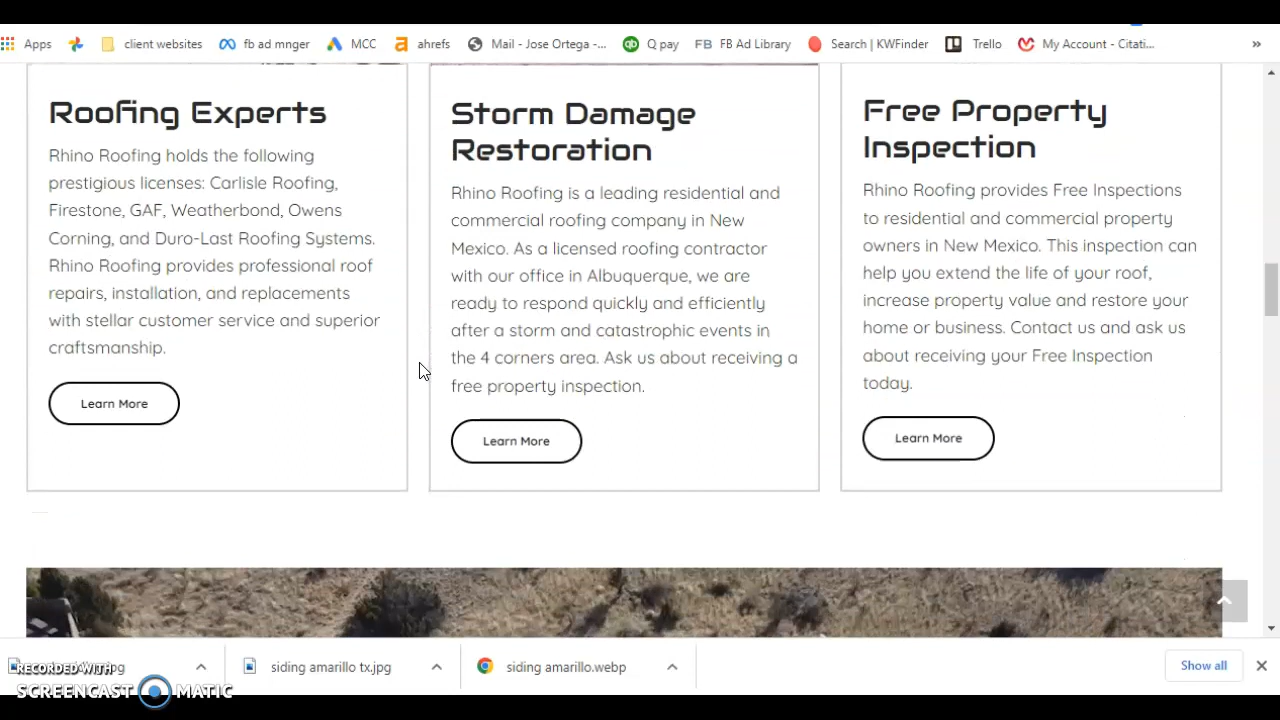 Apps client websites fb ad mnger MCC ahrefs Mail - Jose Ortega -... Q pay FB FB Ad Library Search | KWFinder Trello My Account - Citati... »
Roofing Experts
Rhino Roofing holds the following
prestigious licenses: Carlisle Roofing,
Firestone, GAF, Weatherbond, Owens
Corning, and Duro-Last Roofing Systems.
Rhino Roofing provides professional roof
repairs, installation, and replacements
with stellar customer service and superior
craftsmanship.
Learn More
Storm Damage
Restoration
Rhino Roofing is a leading residential and
commercial roofing company in New
Mexico. As a licensed roofing contractor
with our office in Albuquerque, we are
ready to respond quickly and efficiently
after a storm and catastrophic events in
the 4 corners area. Ask us about receiving a
free property inspection.
Learn More
Free Property
Inspection
Rhino Roofing provides Free Inspections
to residential and commercial property
owners in New Mexico. This inspection can
help you extend the life of your roof,
increase property value and restore your
home or business. Contact us and ask us
about receiving your Free Inspection
today.
Learn More
siding amarillo tx.jpg siding amarillo.webp Show all
RECORDED WITH
SCREENCAST MATIC